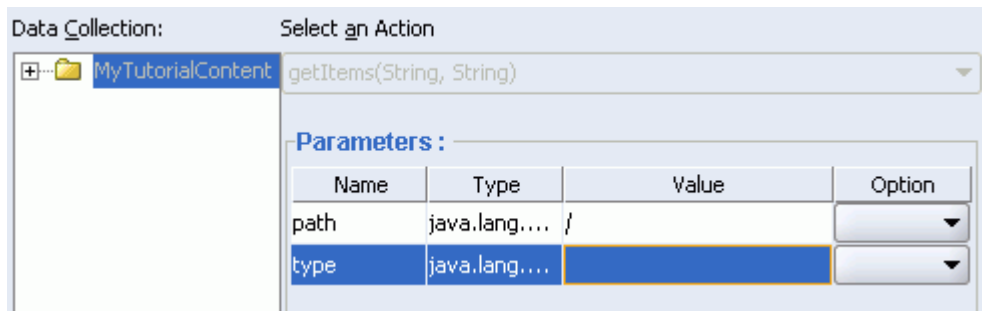 Data Collection: Select an Action
MyTutorialContent getItems(String, String)
Parameters :
Name Type Value Option
path java.lang.... /
type java.lang....